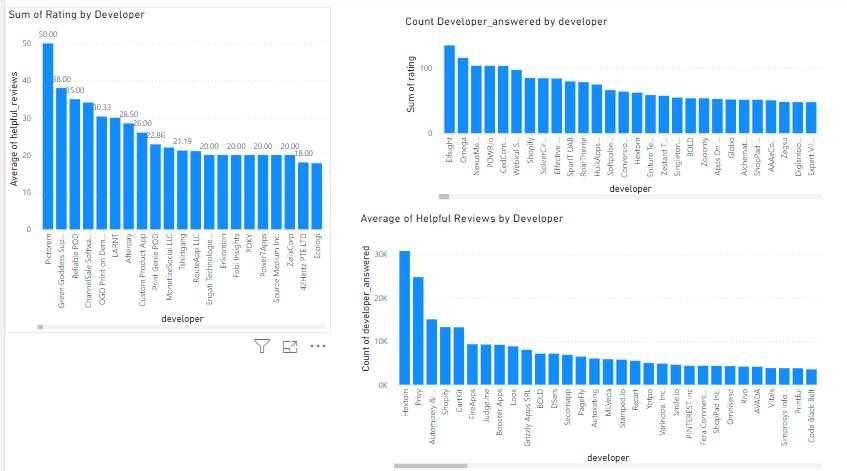 Sum of Rating by Developer
Average of helpful_reviews
50
40
30
20
10
0
50.00
38.00
35.00
30.33
28.50
26.00
22.86
21.19
20.00
20.00
20.00
20.00
18.00
Pictorem
Green Goddess Sup...
Reliable POD
ChannelSale Softwa...
OGO Print on Dem...
LARNT
Afterpay
Custom Product App
Print Genie POD
MonetizeSocial LLC
Tshirtgang
RouteApp LLC
Engati Technologie...
Enkomion
Fobi Insights
POKY
Power7Apps
Source Medium Inc.
ZelixCorp
42Hertz PTE LTD
Ecologi
developer
Count Developer_answered by developer
Sum of rating
100
0
Elfsight
Omega
NexusMe...
POWR.io
CedCom...
Webkul S...
Shopify
SolverCir...
Effective ...
SpurIT UAB
RoarTheme
HulkApps...
Softpulse...
Conversio...
Hextom
Eniture Te...
Zestard T...
Singleton...
BOLD
Zooomy
Apps On ...
Globo
Alchemat...
ShopPad ...
AAAeCo...
Zegsu
Digismoo...
Expert Vil...
developer
Average of Helpful Reviews by Developer
Count of developer_answered
30K
20K
10K
0K
Hextom
Privy
Automizely & ...
Shopify
CartKit
FireApps
Judge.me
Booster Apps
Loox
Grizzly Apps SRL
BOLD
DSers
Secomapp
PageFly
Autoketing
MLVeda
Stamped.io
Recart
Yotpo
Varinode, Inc.
Smile.io
PINTEREST inc
Fera Commerc...
ShopPad Inc.
Omnisend
Rivo
AVADA
Vitals
Simprosys Info...
Printful
Code Black Belt
developer